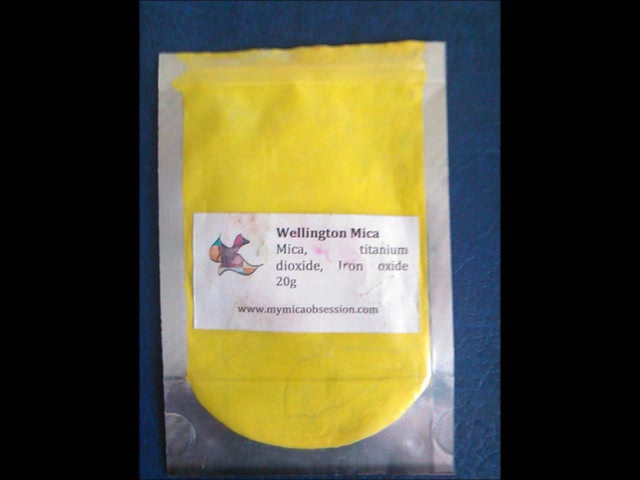 Wellington Mica
Mica, titanium
dioxide, Iron oxide
20g
www.mymicaobsession.com